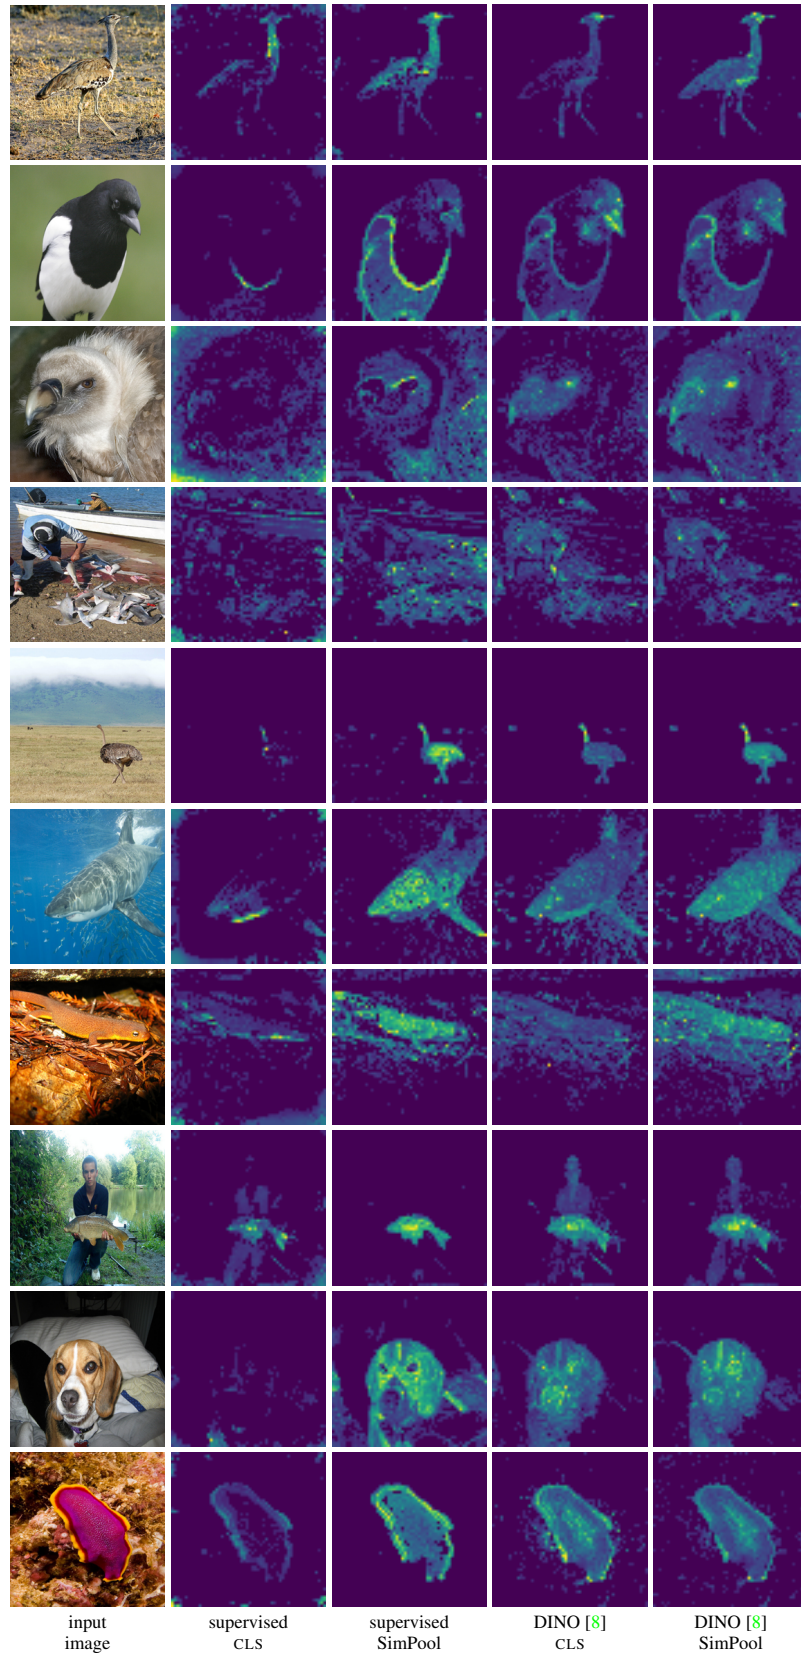 input supervised supervised DINO [8] DINO [8]
image CLS SimPool CLS SimPool